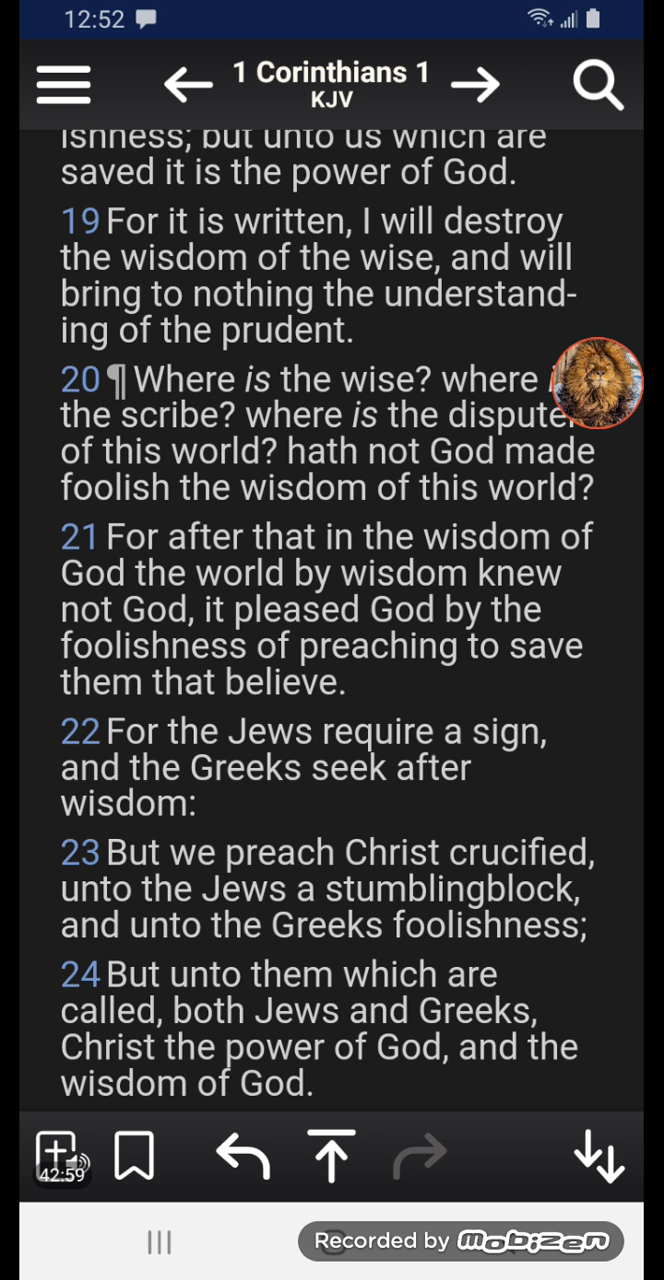 12:52
1 Corinthians 1
KJV
ishness; but unto us which are
saved it is the power of God.
19 For it is written, I will destroy
the wisdom of the wise, and will
bring to nothing the understand-
ing of the prudent.
20 ¶ Where is the wise? where
the scribe? where is the disputer
of this world? hath not God made
foolish the wisdom of this world?
21 For after that in the wisdom of
God the world by wisdom knew
not God, it pleased God by the
foolishness of preaching to save
them that believe.
22 For the Jews require a sign,
and the Greeks seek after
wisdom:
23 But we preach Christ crucified,
unto the Jews a stumblingblock,
and unto the Greeks foolishness;
24 But unto them which are
called, both Jews and Greeks,
Christ the power of God, and the
wisdom of God.
42:59
Recorded by mobizen